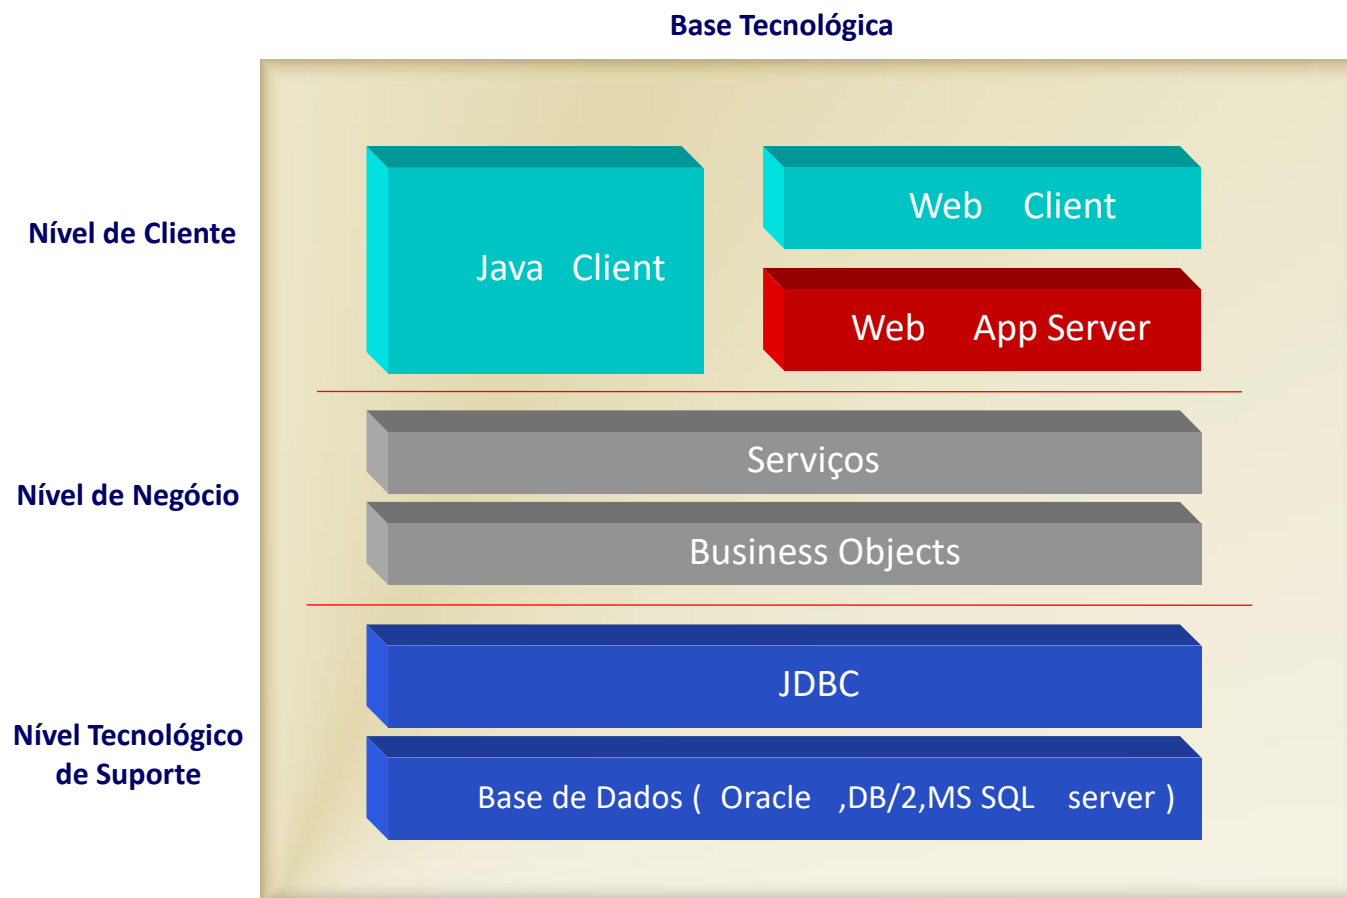 Base Tecnológica
Nível de Cliente
Java Client
Web Client
Web App Server
Nível de Negócio
Serviços
Business Objects
Nível Tecnológico
de Suporte
JDBC
Base de Dados ( Oracle ,DB/2,MS SQL server )